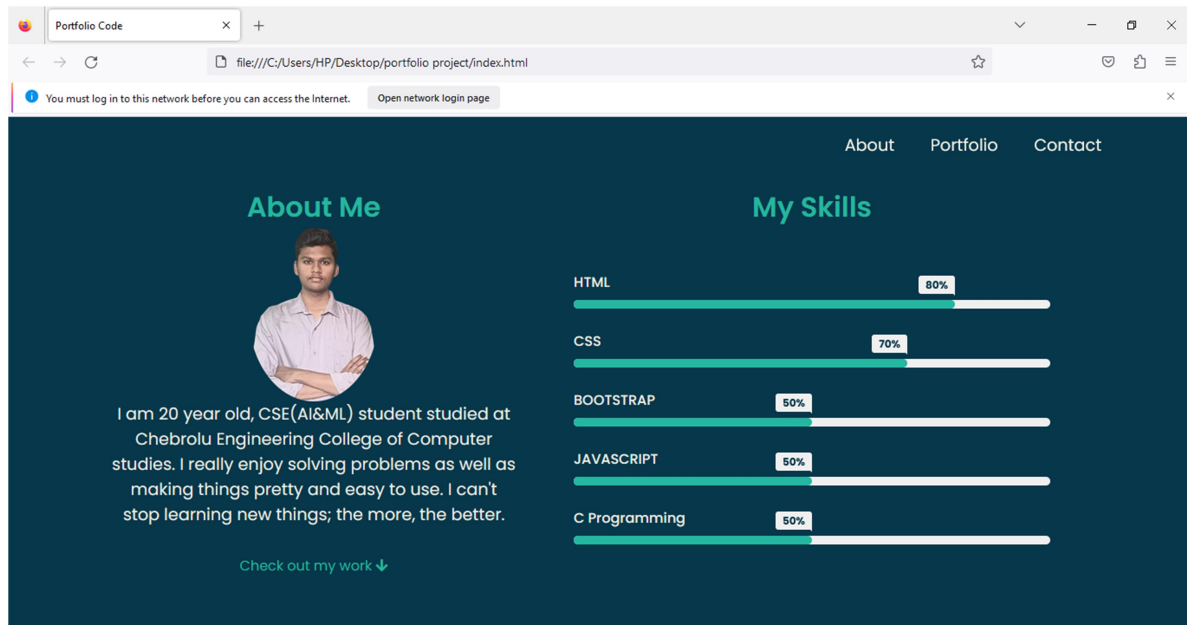 Portfolio Code
file:///C:/Users/HP/Desktop/portfolio project/index.html
You must log in to this network before you can access the Internet. Open network login page
About Portfolio Contact
About Me
I am 20 year old, CSE(AI&ML) student studied at
Chebrolu Engineering College of Computer
studies. I really enjoy solving problems as well as
making things pretty and easy to use. I can't
stop learning new things; the more, the better.
Check out my work
My Skills
HTML 80%
CSS 70%
BOOTSTRAP 50%
JAVASCRIPT 50%
C Programming 50%